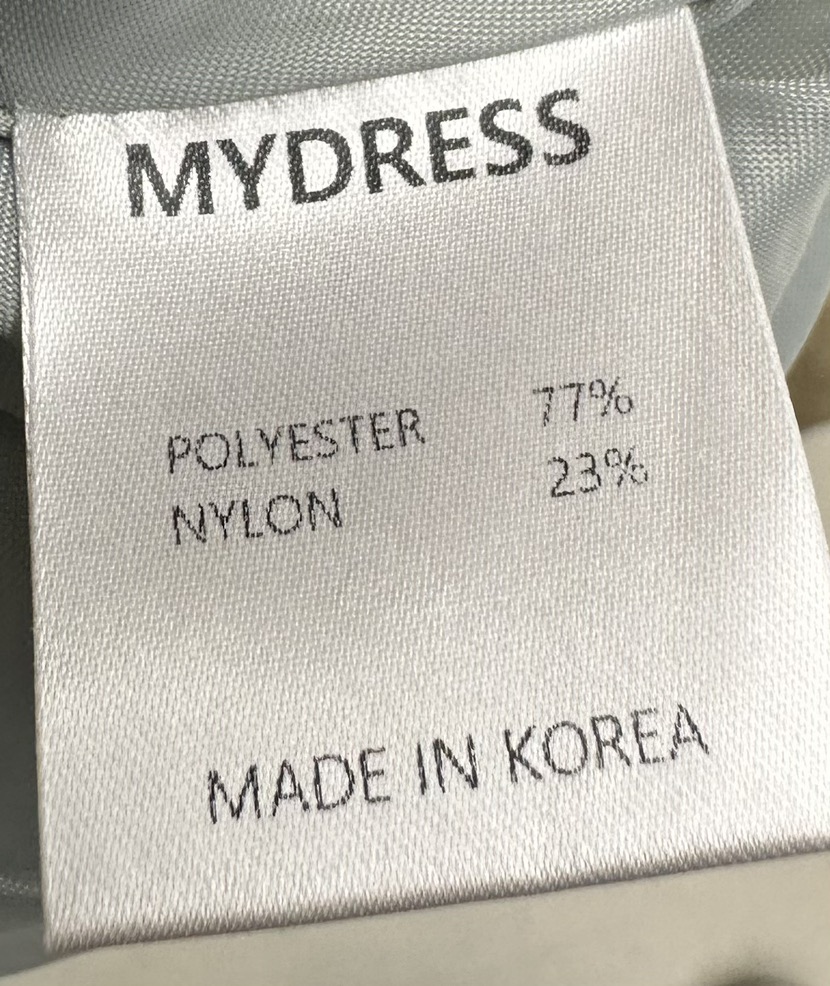 MYDRESS
POLYESTER 77%
NYLON 23%
MADE IN KOREA